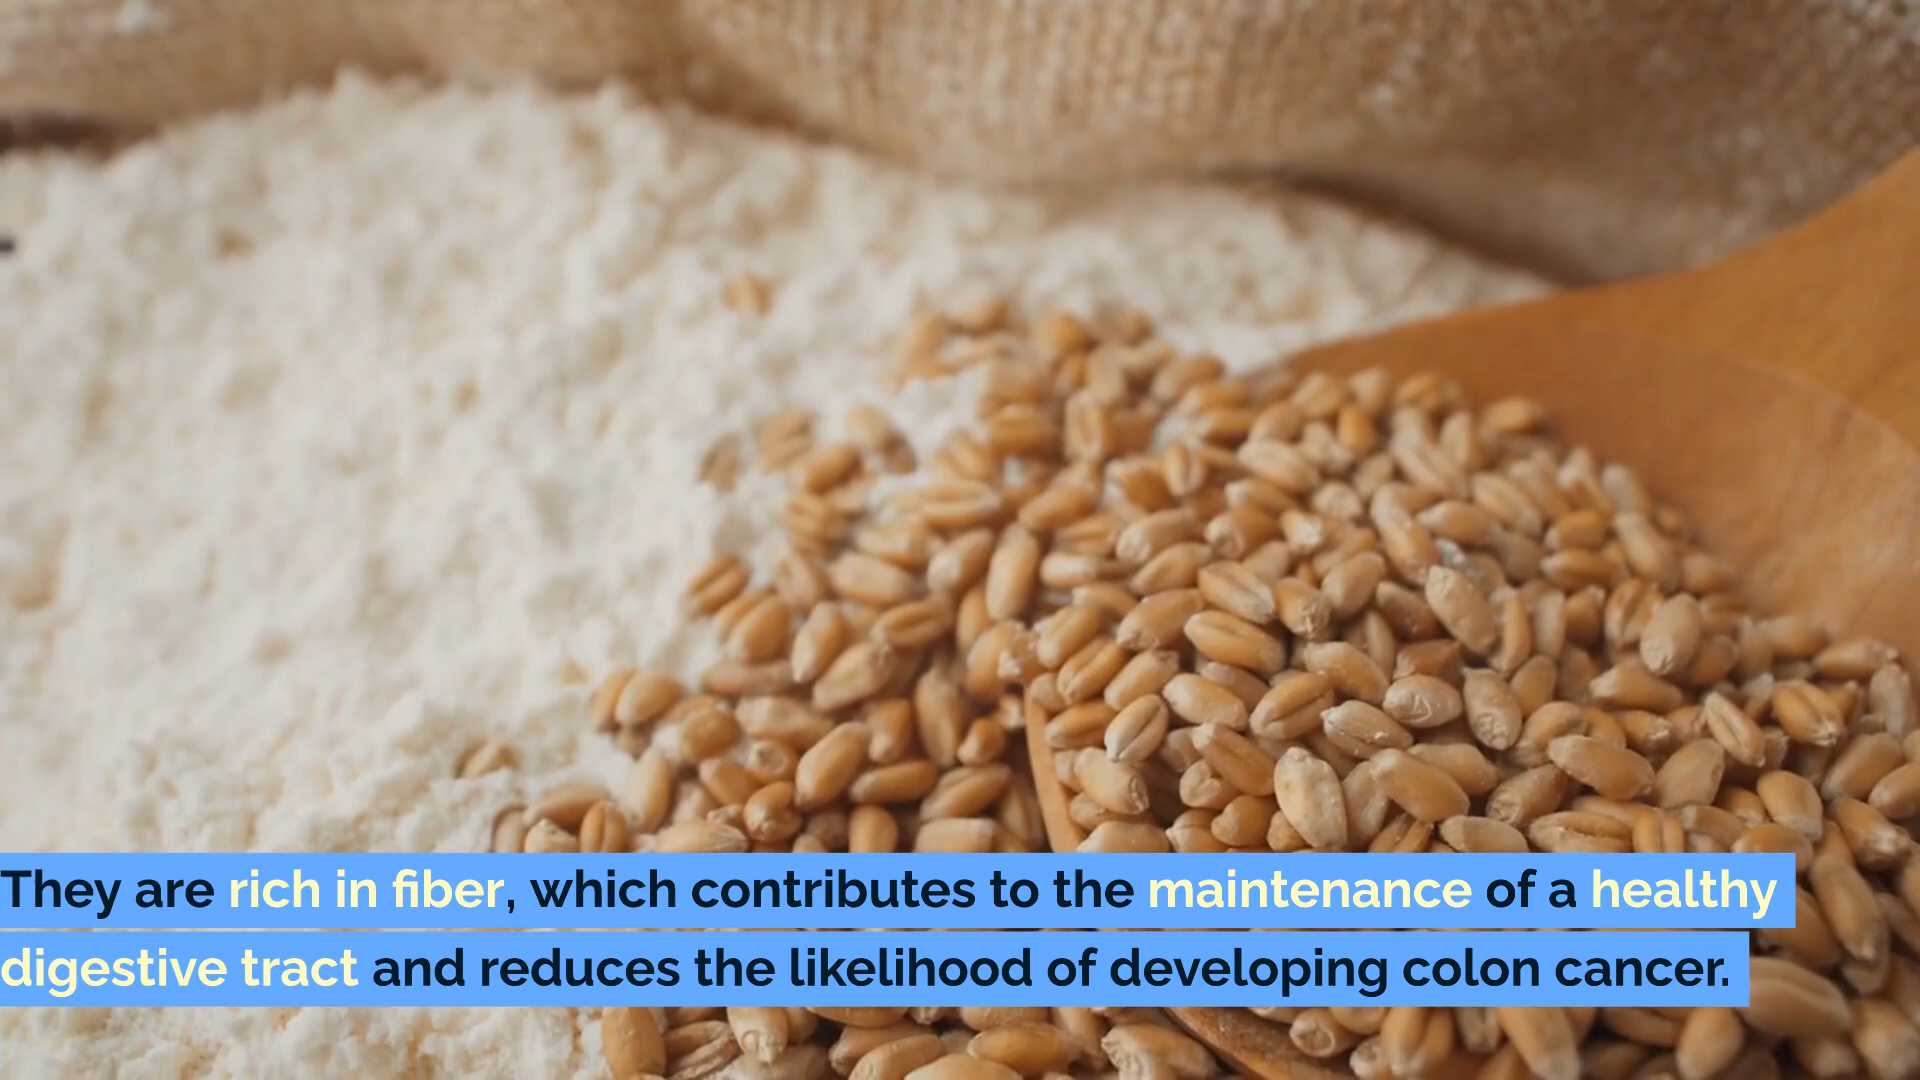 They are rich in fiber, which contributes to the maintenance of a healthy
digestive tract and reduces the likelihood of developing colon cancer.